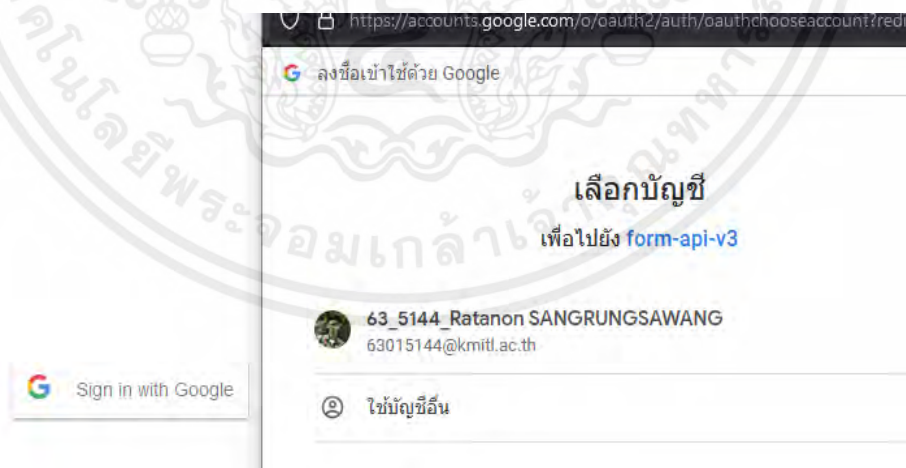 https://accounts.google.com/o/oauth2/auth/oauthchooseaccount?redi
ลงชื่อเข้าใช้ด้วย Google
เลือกบัญชี
เพื่อไปยัง form-api-v3
63_5144_Ratanon SANGRUNGSAWANG
63015144@kmitl.ac.th
Sign in with Google
ใช้บัญชีอื่น